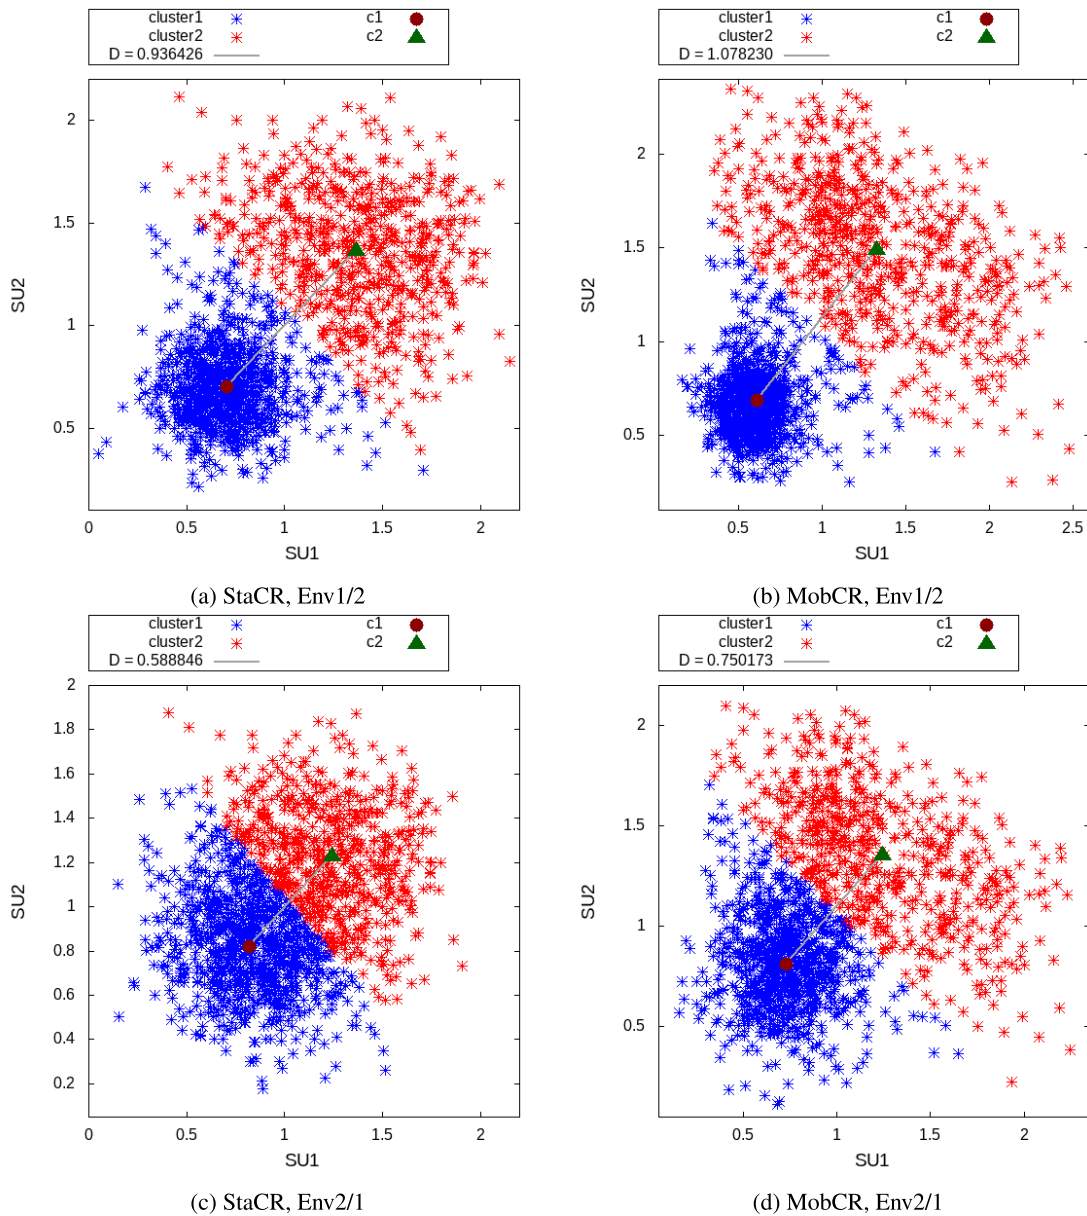 cluster1 c1
cluster2 c2
D = 0.936426
2
1.5
1
0.5
SU2
0 0.5 1 1.5 2
SU1
(a) StaCR, Env1/2
cluster1 c1
cluster2 c2
D = 1.078230
2
1.5
1
0.5
SU2
0.5 1 1.5 2 2.5
SU1
(b) MobCR, Env1/2
cluster1 c1
cluster2 c2
D = 0.588846
2
1.8
1.6
1.4
1.2
1
0.8
0.6
0.4
0.2
SU2
0 0.5 1 1.5 2
SU1
(c) StaCR, Env2/1
cluster1 c1
cluster2 c2
D = 0.750173
2
1.5
1
0.5
SU2
0.5 1 1.5 2
SU1
(d) MobCR, Env2/1